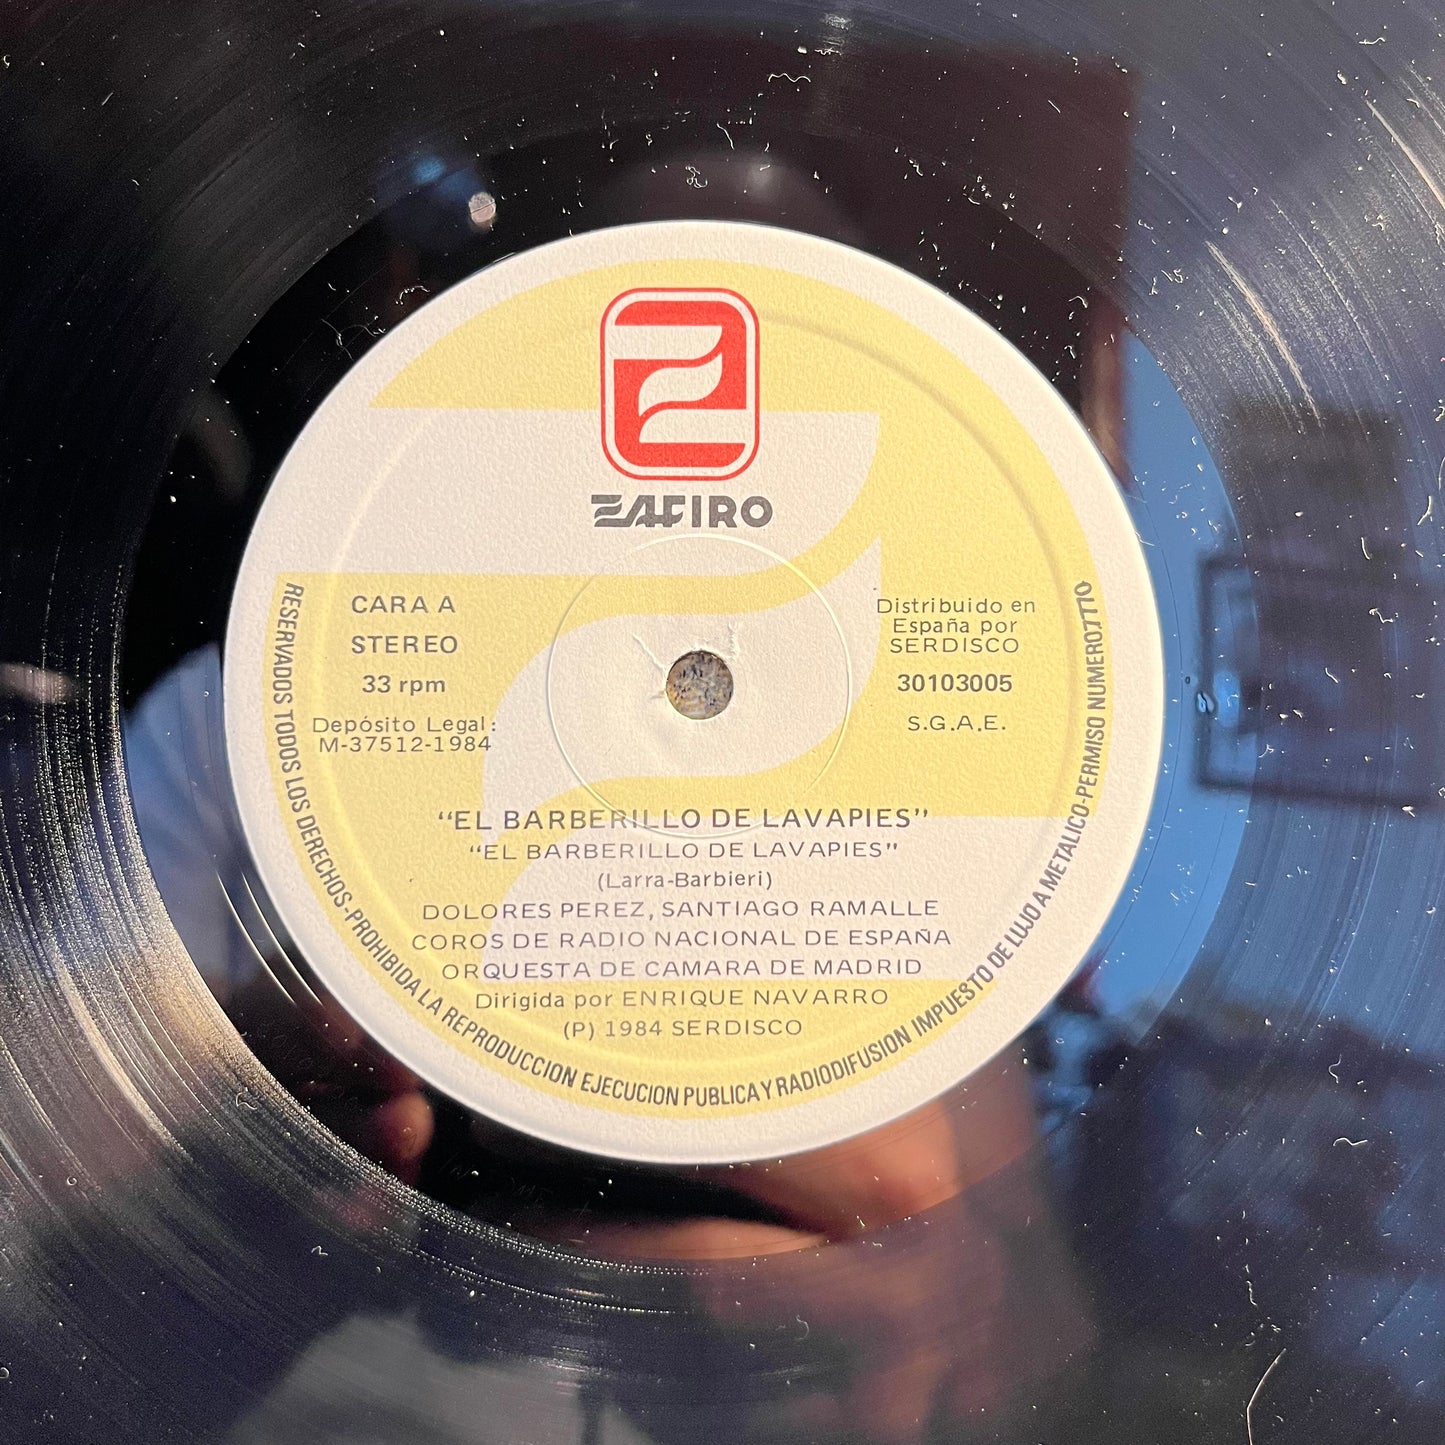 ZAFIRO
CARA A
STEREO
33 rpm
Depósito Legal:
M-37512-1984
Distribuido en
España por
SERDISCO
30103005
S.G.A.E.
"EL BARBERILLO DE LAVAPIES"
"EL BARBERILLO DE LAVAPIES"
(Larra-Barbieri)
DOLORES PEREZ, SANTIAGO RAMALLE
COROS DE RADIO NACIONAL DE ESPAÑA
ORQUESTA DE CAMARA DE MADRID
Dirigida por ENRIQUE NAVARRO
(P) 1984 SERDISCO
RESERVADOS TODOS LOS DERECHOS-PROHIBIDA LA REPRODUCCION EJECUCION PUBLICA Y RADIODIFUSION IMPUESTO DE LUJO A METALICO-PERMISO NUMERO7770